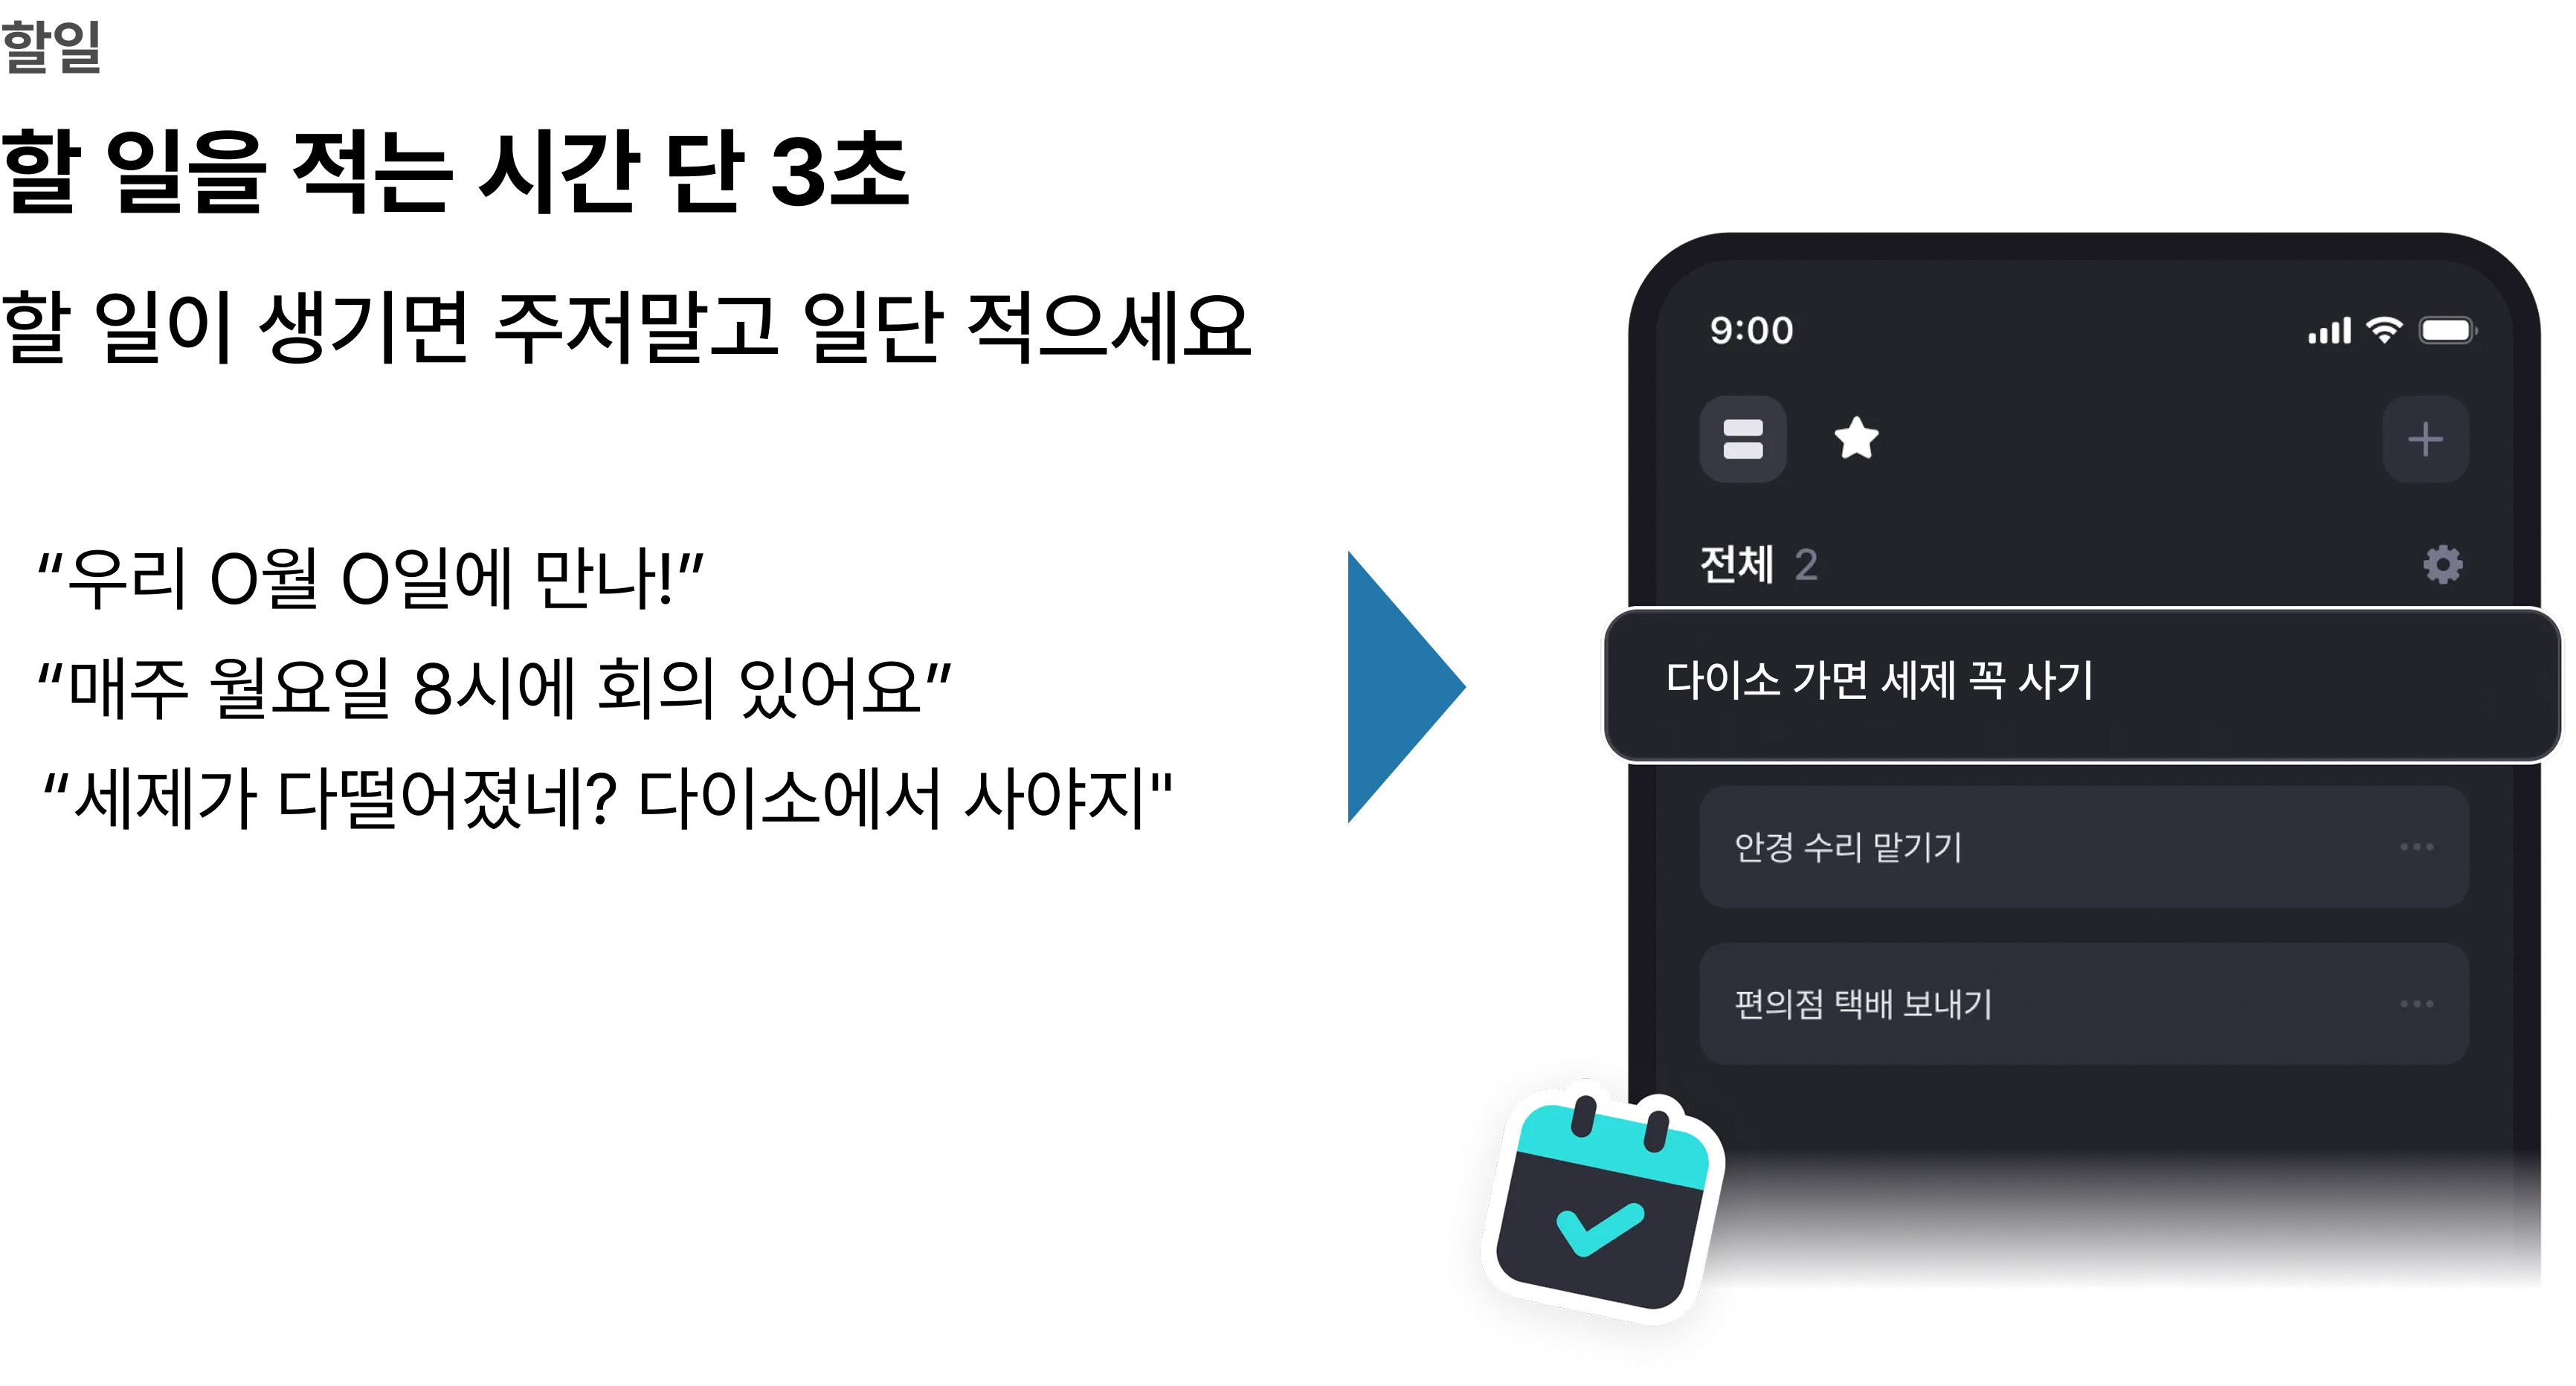 할일
할 일을 적는 시간 단 3초
할 일이 생기면 주저말고 일단 적으세요
“우리 O월 O일에 만나!”
“매주 월요일 8시에 회의 있어요”
“세제가 다떨어졌네? 다이소에서 사야지"
9:00
전체 2
다이소 가면 세제 꼭 사기
안경 수리 맡기기
편의점 택배 보내기